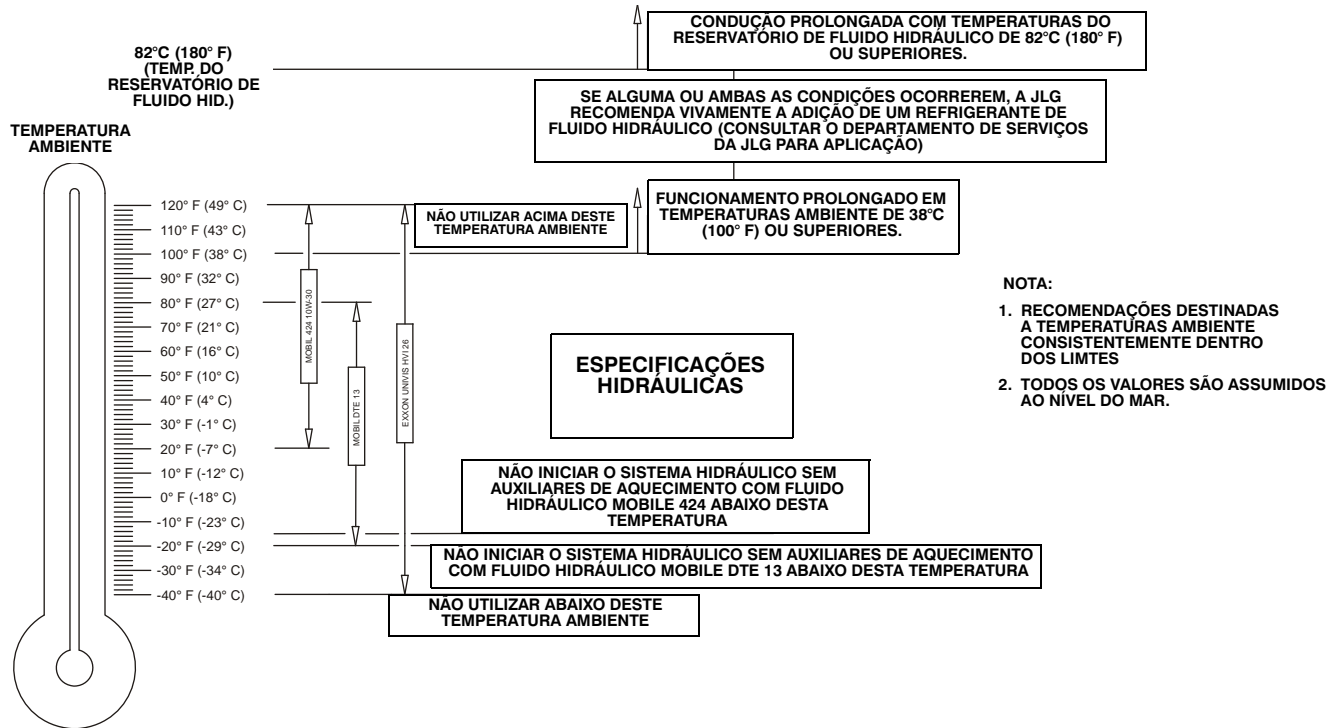 82°C (180° F)
(TEMP. DO
RESERVATÓRIO DE
FLUIDO HID.)
CONDUÇÃO PROLONGADA COM TEMPERATURAS DO
RESERVATÓRIO DE FLUIDO HIDRÁULICO DE 82°C (180° F)
OU SUPERIORES.
SE ALGUMA OU AMBAS AS CONDIÇÕES OCORREREM, A JLG
RECOMENDA VIVAMENTE A ADIÇÃO DE UM REFRIGERANTE DE
FLUIDO HIDRÁULICO (CONSULTAR O DEPARTAMENTO DE SERVIÇOS
DA JLG PARA APLICAÇÃO)
TEMPERATURA
AMBIENTE
FUNCIONAMENTO PROLONGADO EM
TEMPERATURAS AMBIENTE DE 38°C
(100° F) OU SUPERIORES.
NÃO UTILIZAR ACIMA DESTE
TEMPERATURA AMBIENTE
120° F (49° C)
110° F (43° C)
100° F (38° C)
90° F (32° C)
80° F (27° C)
70° F (21° C)
60° F (16° C)
50° F (10° C)
40° F (4° C)
30° F (-1° C)
20° F (-7° C)
10° F (-12° C)
0° F (-18° C)
-10° F (-23° C)
-20° F (-29° C)
-30° F (-34° C)
-40° F (-40° C)
MOBIL 424 10W-30
MOBIL DTE 13
EXXON UNIVIS HVI 26
ESPECIFICAÇÕES
HIDRÁULICAS
NOTA:
1. RECOMENDAÇÕES DESTINADAS
A TEMPERATURAS AMBIENTE
CONSISTENTEMENTE DENTRO
DOS LIMTES
2. TODOS OS VALORES SÃO ASSUMIDOS
AO NÍVEL DO MAR.
NÃO INICIAR O SISTEMA HIDRÁULICO SEM
AUXILIARES DE AQUECIMENTO COM FLUIDO
HIDRÁULICO MOBILE 424 ABAIXO DESTA
TEMPERATURA
NÃO INICIAR O SISTEMA HIDRÁULICO SEM AUXILIARES DE AQUECIMENTO
COM FLUIDO HIDRÁULICO MOBILE DTE 13 ABAIXO DESTA TEMPERATURA
NÃO UTILIZAR ABAIXO DESTE
TEMPERATURA AMBIENTE